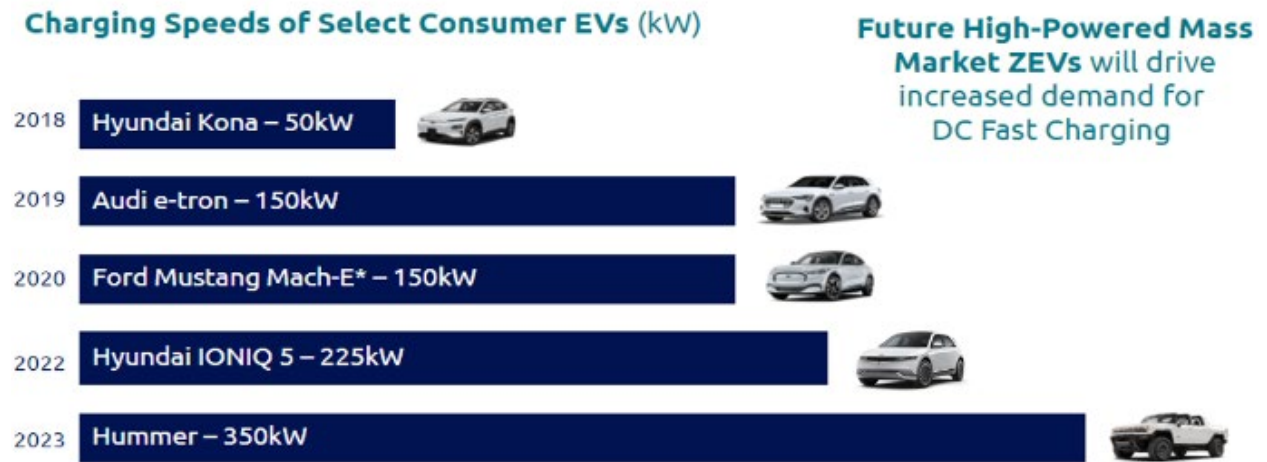 Charging Speeds of Select Consumer EVs (kW)
Future High-Powered Mass
Market ZEVs will drive
increased demand for
DC Fast Charging
2018 Hyundai Kona – 50kW
2019 Audi e-tron – 150kW
2020 Ford Mustang Mach-E* – 150kW
2022 Hyundai IONIQ 5 – 225kW
2023 Hummer – 350kW